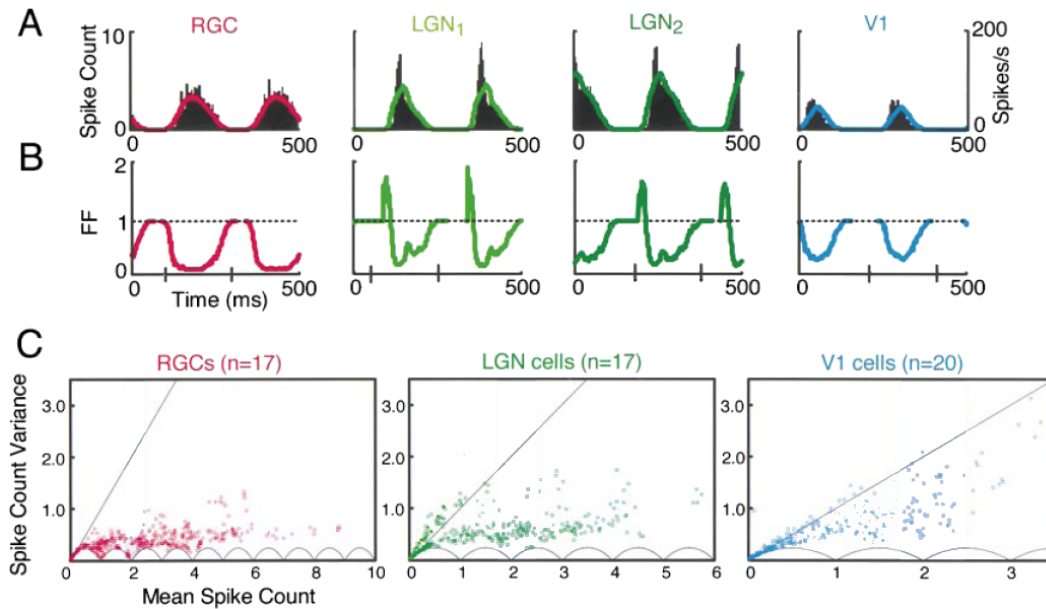 A
RGC
LGN1
LGN2
V1
Spike Count
10
0
200
0
Spikes/s
0 500
0 500
0 500
0 500
B
FF
2
1
0
0 500
0 500
0 500
0 500
Time (ms)
C
RGCs (n=17)
LGN cells (n=17)
V1 cells (n=20)
Spike Count Variance
3.0
2.0
1.0
0 2 4 6 8 10
3.0
2.0
1.0
0 1 2 3 4 5 6
3.0
2.0
1.0
0 1 2 3
Mean Spike Count